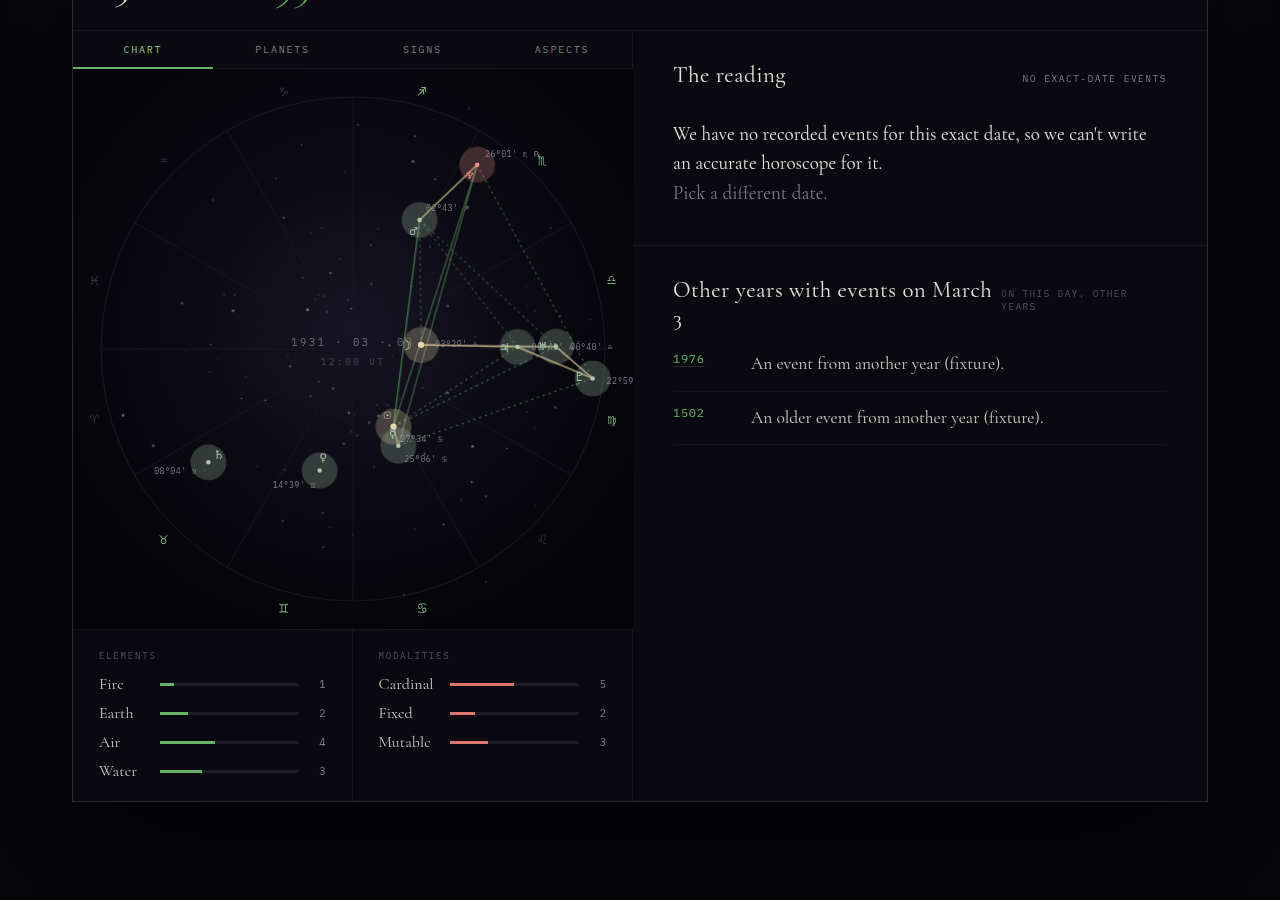 CHART PLANETS SIGNS ASPECTS
26°01' ♏ ℞
02°43'
1931 · 03 · 03
12:00 UT
22°59
25°06' ♋
08°04' ♉
14°39' ♊
ELEMENTS
Fire 1
Earth 2
Air 4
Water 3
MODALITIES
Cardinal 5
Fixed 2
Mutable 3
The reading
NO EXACT-DATE EVENTS
We have no recorded events for this exact date, so we can't write
an accurate horoscope for it.
Pick a different date.
Other years with events on March
3
ON THIS DAY, OTHER
YEARS
1976 An event from another year (fixture).
1502 An older event from another year (fixture).